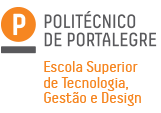 P
POLITÉCNICO
DE PORTALEGRE
Escola Superior
de Tecnologia,
Gestão e Design